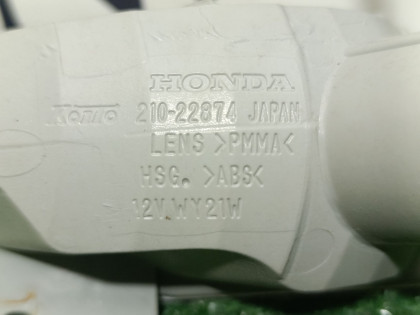 HONDA
KOITO 210-22874 JAPAN
LENS >PMMA<
HSG. >ABS<
12V WY21W